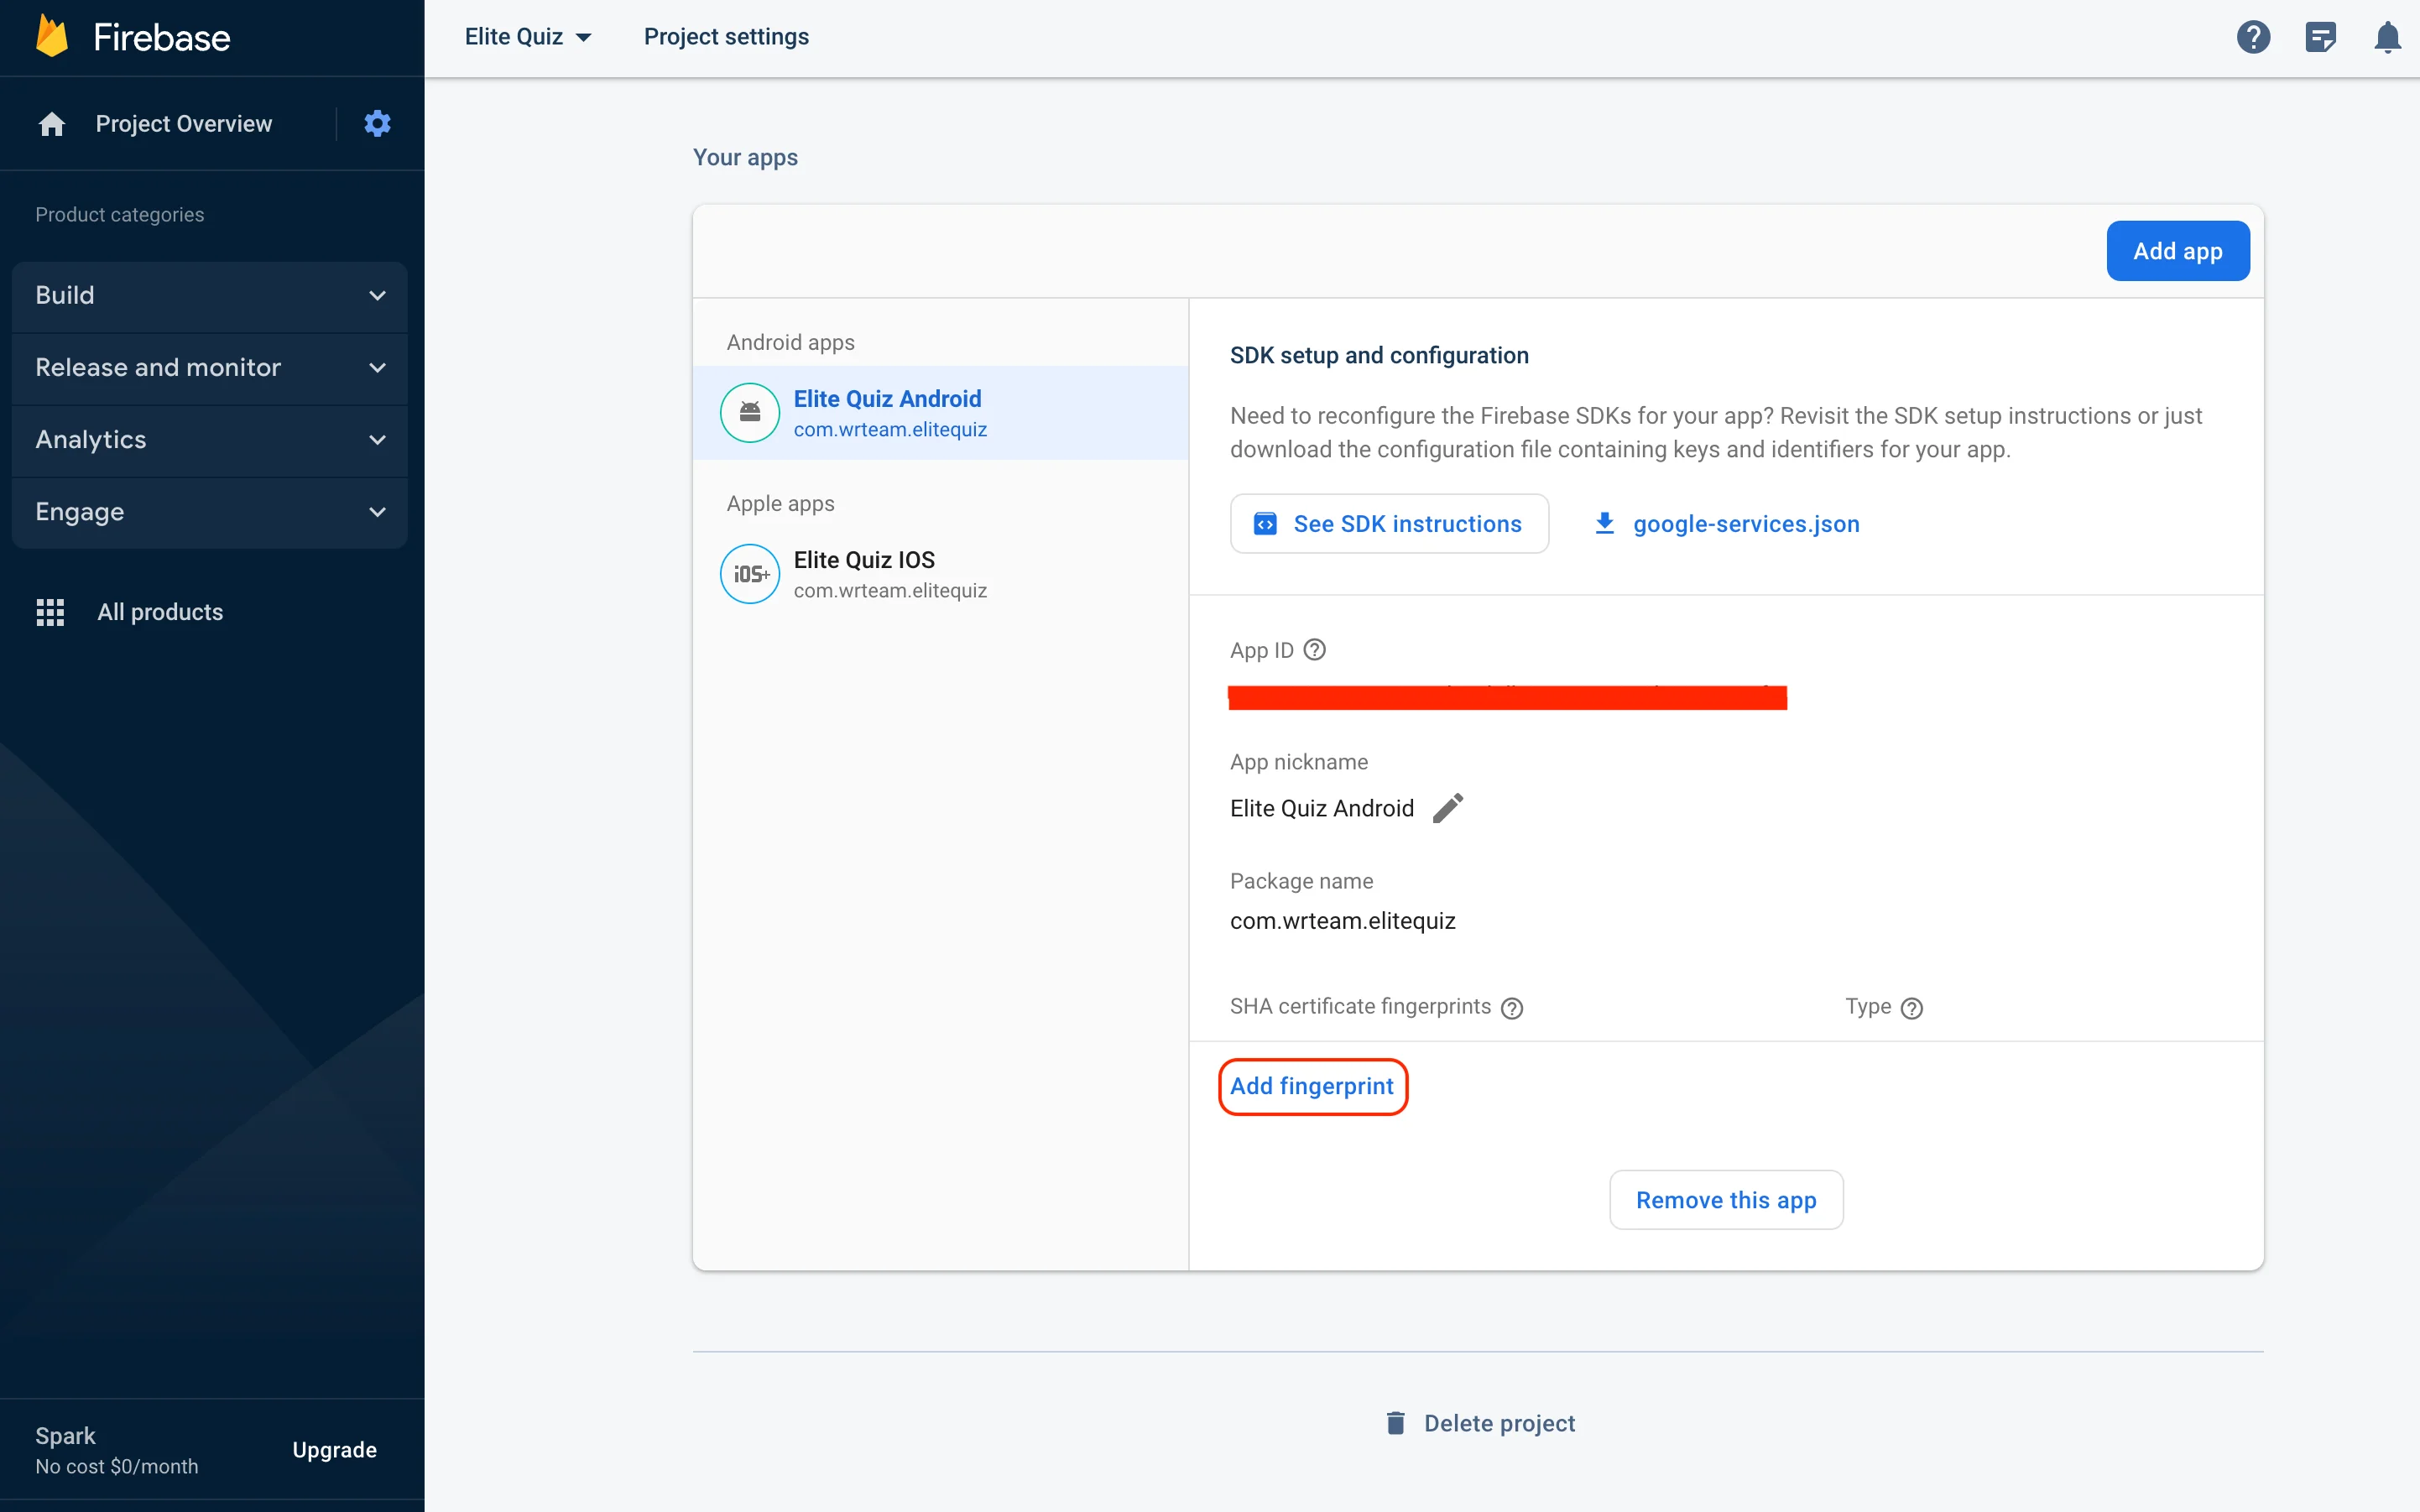 Firebase
Elite Quiz
Project settings
Project Overview
Product categories
Build
Release and monitor
Analytics
Engage
All products
Spark
No cost $0/month
Upgrade
Your apps
Add app
Android apps
Elite Quiz Android
com.wrteam.elitequiz
Apple apps
iOS+
Elite Quiz IOS
com.wrteam.elitequiz
SDK setup and configuration
Need to reconfigure the Firebase SDKs for your app? Revisit the SDK setup instructions or just
download the configuration file containing keys and identifiers for your app.
See SDK instructions
google-services.json
App ID
App nickname
Elite Quiz Android
Package name
com.wrteam.elitequiz
SHA certificate fingerprints
Type
Add fingerprint
Remove this app
Delete project